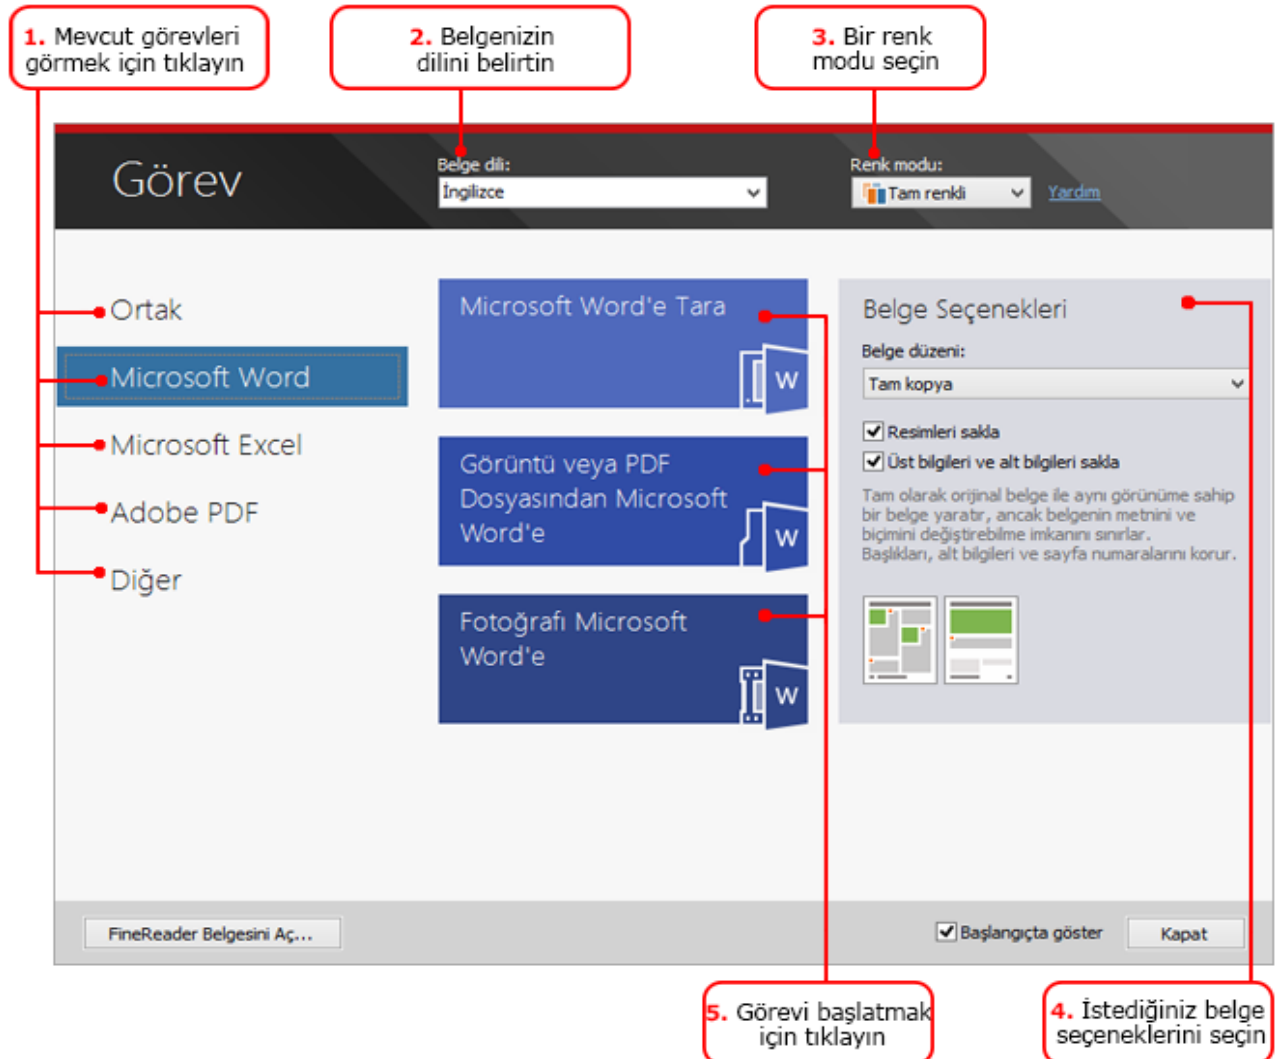 1. Mevcut görevleri
görmek için tıklayın
2. Belgenizin
dilini belirtin
3. Bir renk
modu seçin
Görev
Belge dili:
İngilizce
Renk modu:
Tam renkli
Yardım
Ortak
Microsoft Word
Microsoft Excel
Adobe PDF
Diğer
Microsoft Word'e Tara
W
Görüntü veya PDF
Dosyasından Microsoft
Word'e
W
Fotoğrafı Microsoft
Word'e
W
Belge Seçenekleri
Belge düzeni:
Tam kopya
Resimleri sakla
Üst bilgileri ve alt bilgileri sakla
Tam olarak orijinal belge ile aynı görünüme sahip
bir belge yaratır, ancak belgenin metnini ve
biçimini değiştirebilme imkanını sınırlar.
Başlıkları, alt bilgileri ve sayfa numaralarını korur.
FineReader Belgesini Aç...
Başlangıçta göster
Kapat
5. Görevi başlatmak
için tıklayın
4. İstediğiniz belge
seçeneklerini seçin